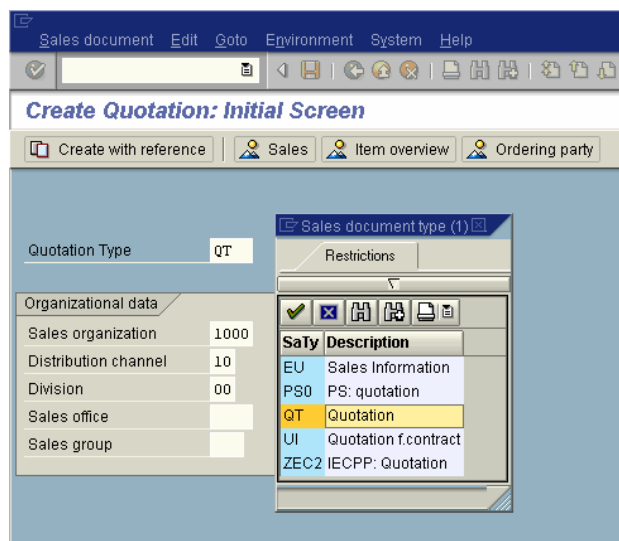 Sales document Edit Goto Environment System Help
Create Quotation: Initial Screen
Create with reference Sales Item overview Ordering party
Quotation Type QT
Organizational data
Sales organization 1000
Distribution channel 10
Division 00
Sales office
Sales group
Sales document type (1)
Restrictions
SaTy Description
EU Sales Information
PS0 PS: quotation
QT Quotation
UI Quotation f.contract
ZEC2 IECPP: Quotation